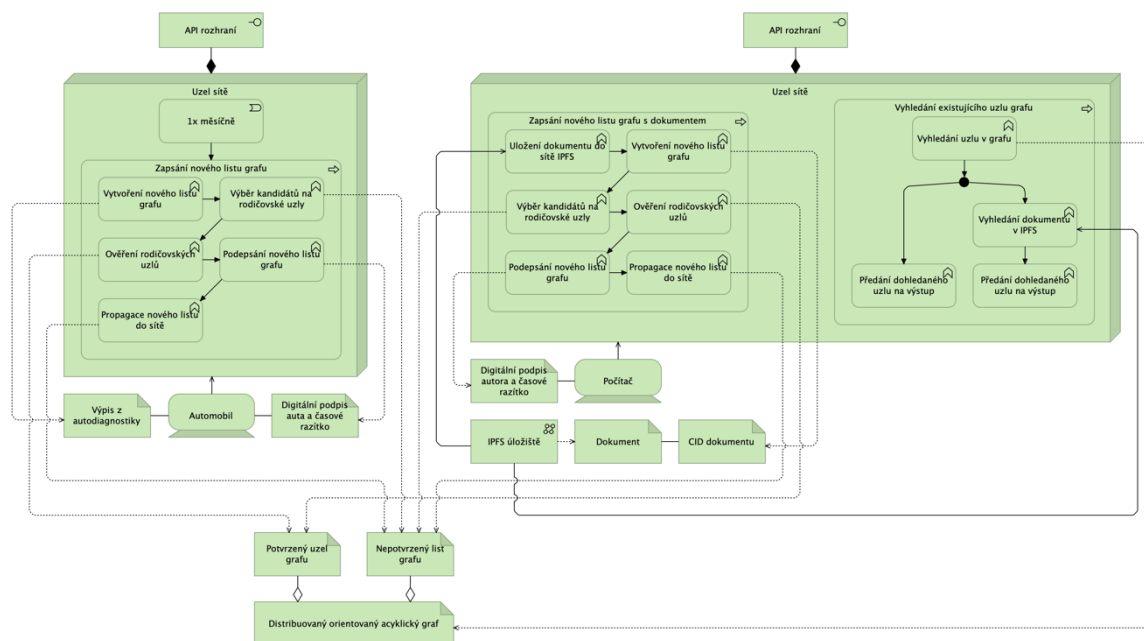 API rozhraní
Uzel sítě
1x měsíčně
Zapsání nového listu grafu
Vytvoření nového listu
grafu
Výběr kandidátů na
rodičovské uzly
Ověření rodičovských
uzlů
Podepsání nového listu
grafu
Propagace nového listu
do sítě
Výpis z
autodiagnostiky
Automobil
Digitální podpis
auta a časové
razítko
API rozhraní
Uzel sítě
Zapsání nového listu grafu s dokumentem
Uložení dokumentu do
sítě IPFS
Vytvoření nového listu
grafu
Výběr kandidátů na
rodičovské uzly
Ověření rodičovských
uzlů
Podepsání nového listu
grafu
Propagace nového listu
do sítě
Vyhledání existujícího uzlu grafu
Vyhledání uzlu v grafu
Vyhledání dokumentu
v IPFS
Předání dohledaného
uzlu na výstup
Předání dohledaného
uzlu na výstup
Digitální podpis
autora a časové
razítko
Počítač
IPFS úložiště
Dokument
CID dokumentu
Potvrzený uzel
grafu
Nepotvrzený list
grafu
Distribuovaný orientovaný acyklický graf